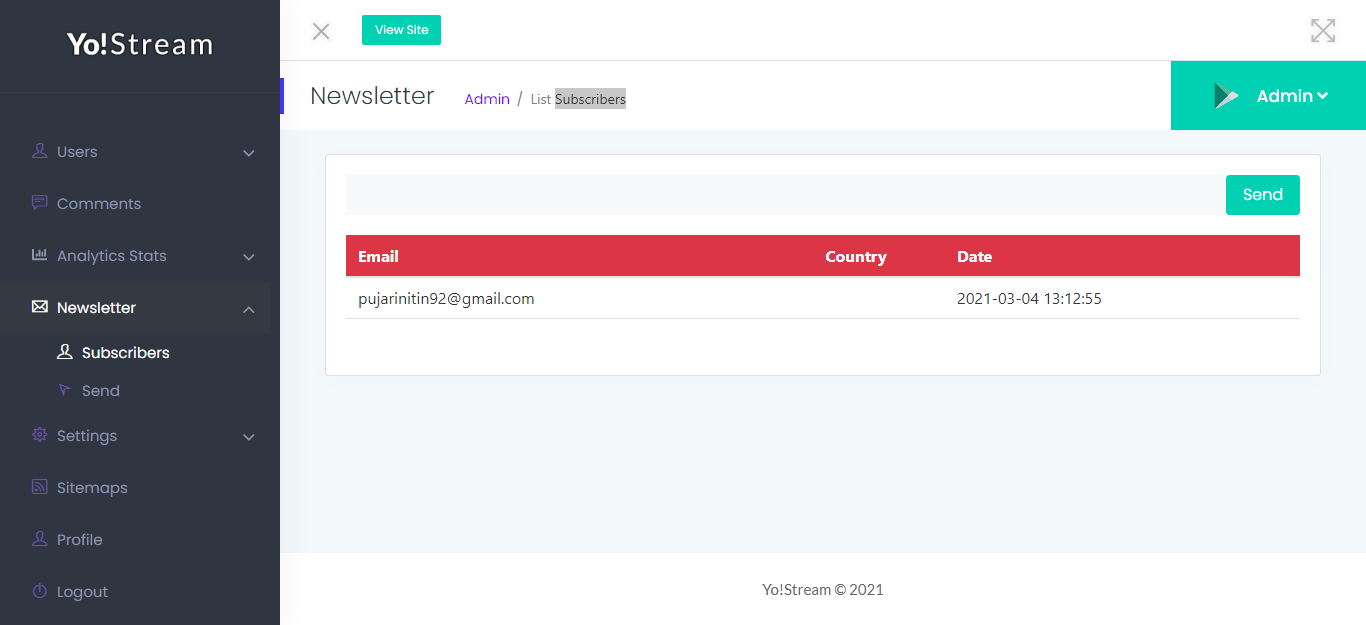 Yo!Stream
View Site
Newsletter
Admin / List Subscribers
Admin
Users
Comments
Analytics Stats
Newsletter
Subscribers
Send
Settings
Sitemaps
Profile
Logout
Send
Email Country Date
pujarinitin92@gmail.com 2021-03-04 13:12:55
Yo!Stream © 2021